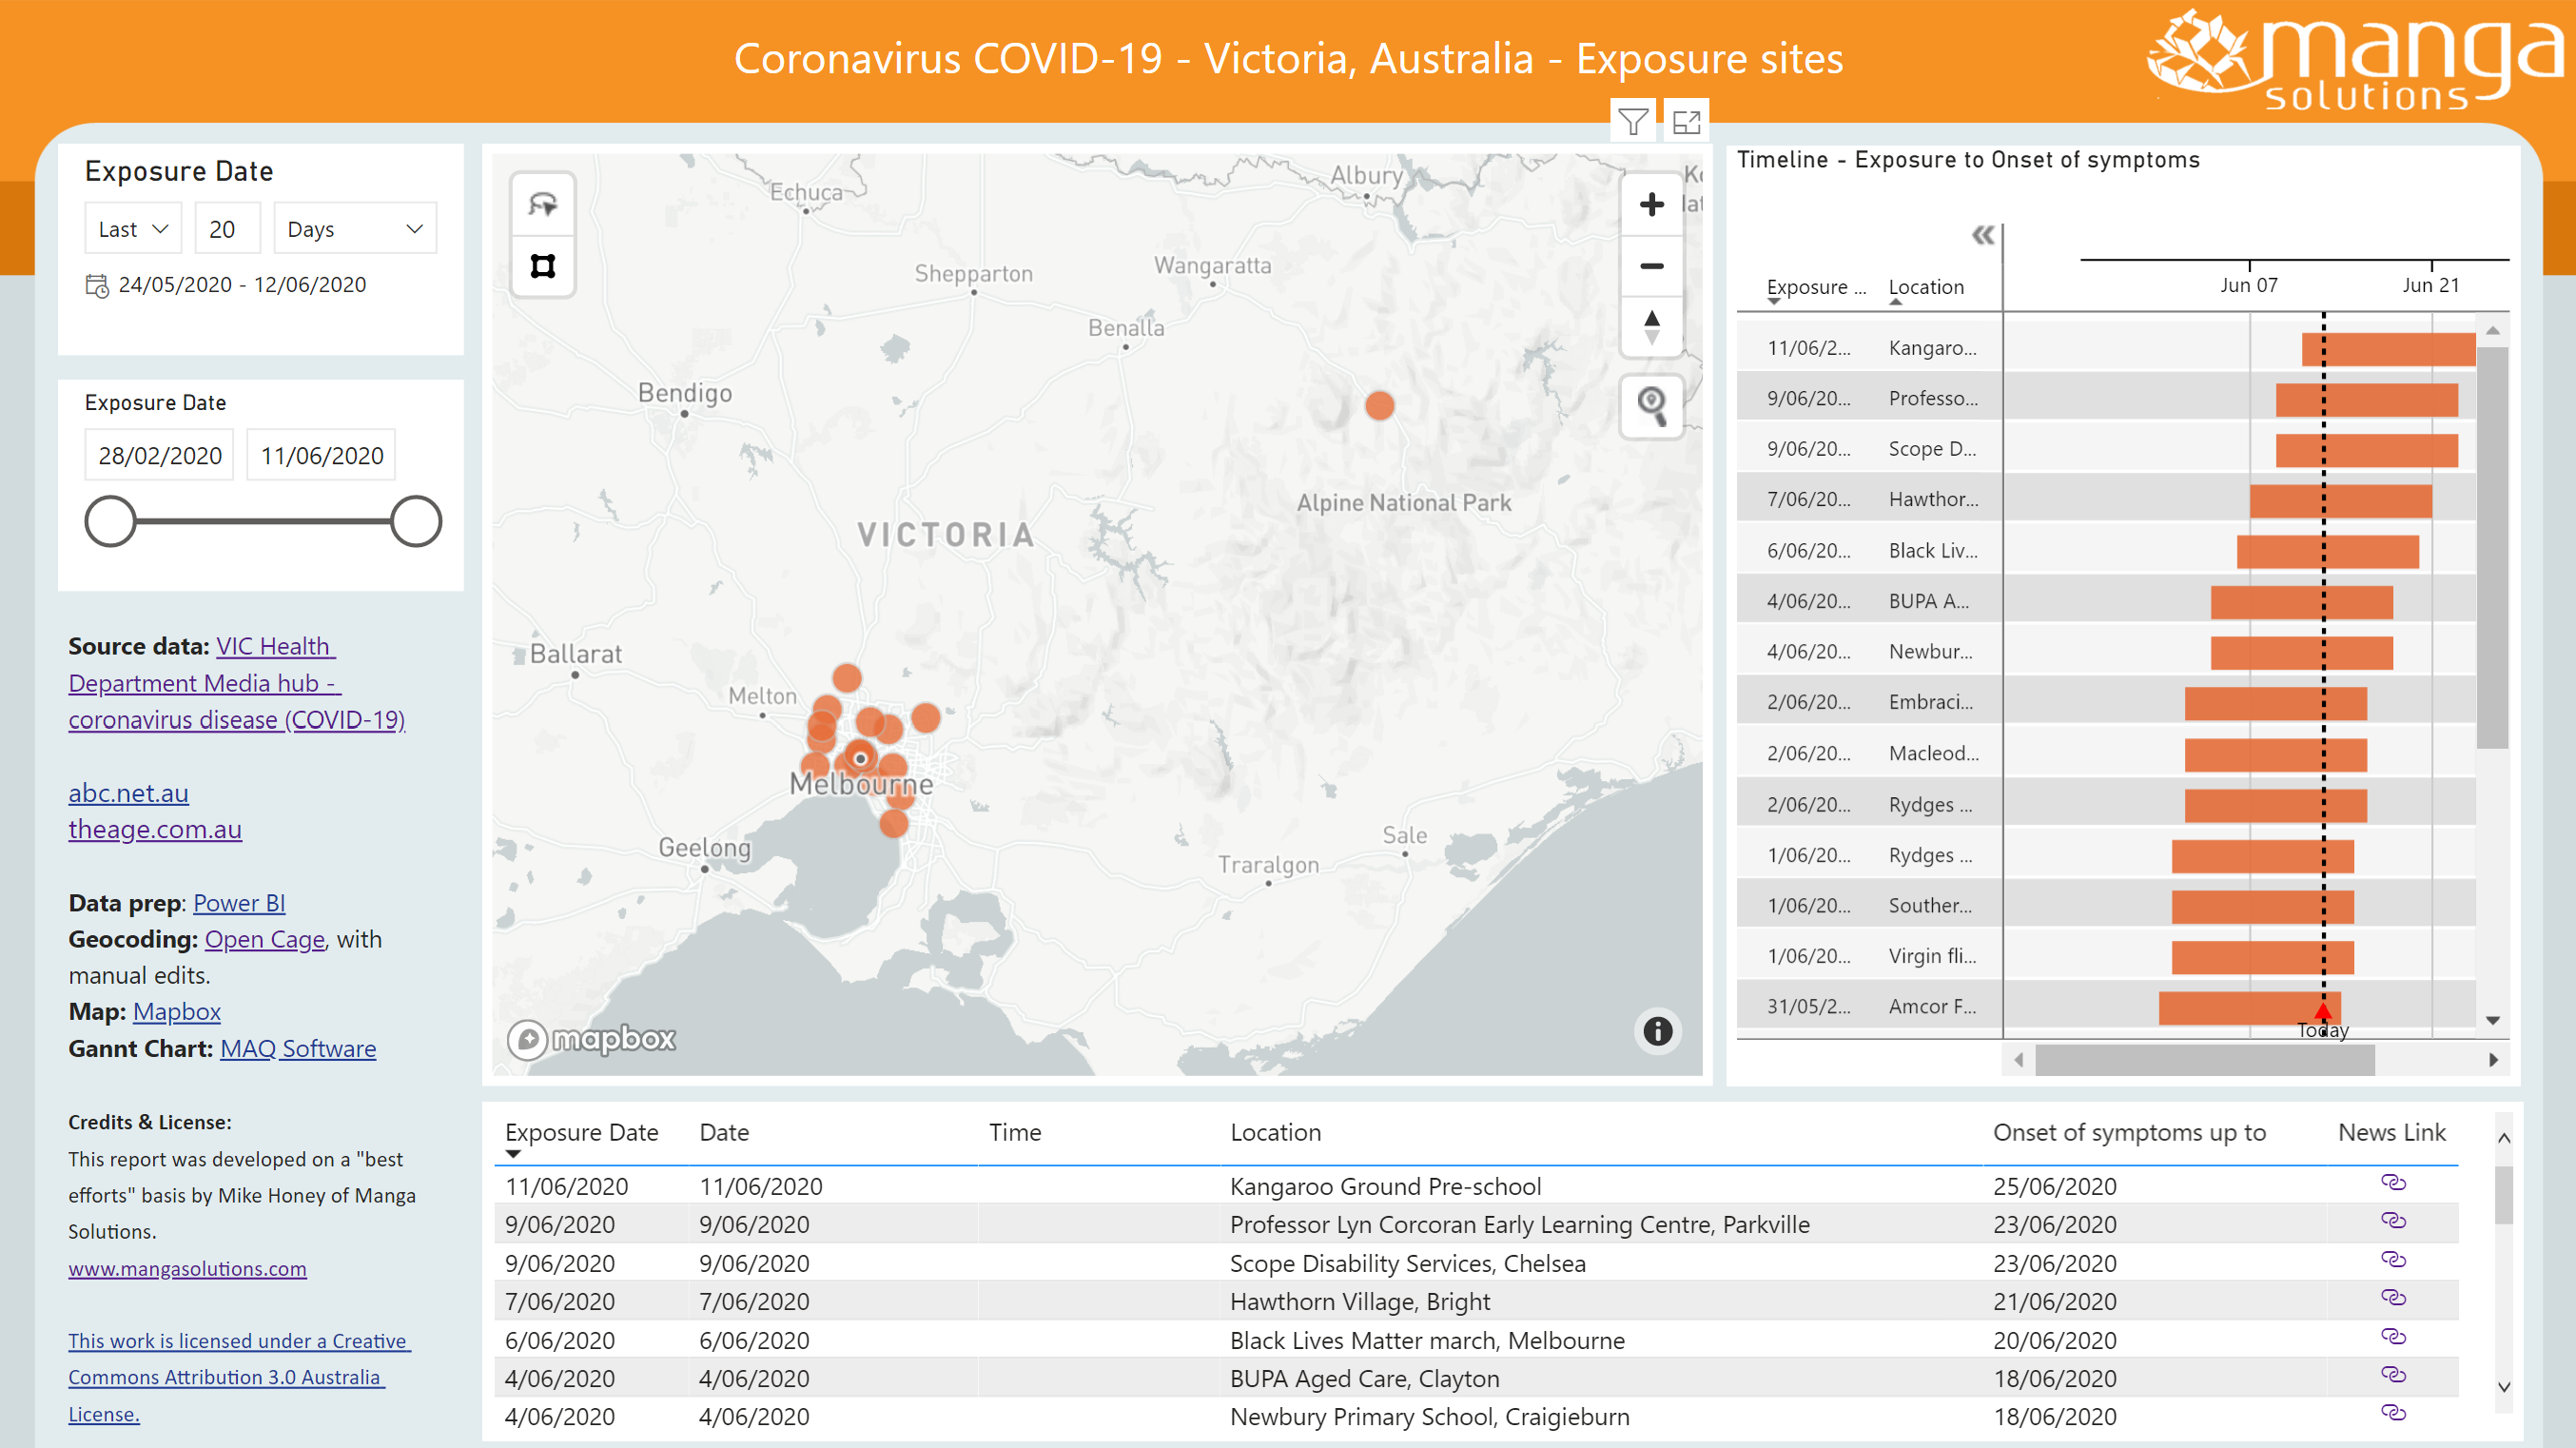 Coronavirus COVID-19 - Victoria, Australia - Exposure sites
manga
solutions
Exposure Date
Last 20 Days
24/05/2020 - 12/06/2020
Exposure Date
28/02/2020 11/06/2020
Source data: VIC Health
Department Media hub -
coronavirus disease (COVID-19)
abc.net.au
theage.com.au
Data prep: Power BI
Geocoding: Open Cage, with
manual edits.
Map: Mapbox
Gannt Chart: MAQ Software
Credits & License:
This report was developed on a "best
efforts" basis by Mike Honey of Manga
Solutions.
www.mangasolutions.com
This work is licensed under a Creative
Commons Attribution 3.0 Australia
License.
Echuca
Albury
Shepparton
Wangaratta
Benalla
Bendigo
Alpine National Park
VICTORIA
Ballarat
Melton
Melbourne
Geelong
Sale
Traralgon
mapbox
Timeline - Exposure to Onset of symptoms
Jun 07 Jun 21
Exposure ... Location
11/06/2... Kangaro...
9/06/20... Professo...
9/06/20... Scope D...
7/06/20... Hawthor...
6/06/20... Black Liv...
4/06/20... BUPA A...
4/06/20... Newbur...
2/06/20... Embraci...
2/06/20... Macleod...
2/06/20... Rydges ...
1/06/20... Rydges ...
1/06/20... Souther...
1/06/20... Virgin fli...
31/05/2... Amcor F...
Today
Exposure Date Date Time Location Onset of symptoms up to News Link
11/06/2020 11/06/2020 Kangaroo Ground Pre-school 25/06/2020
9/06/2020 9/06/2020 Professor Lyn Corcoran Early Learning Centre, Parkville 23/06/2020
9/06/2020 9/06/2020 Scope Disability Services, Chelsea 23/06/2020
7/06/2020 7/06/2020 Hawthorn Village, Bright 21/06/2020
6/06/2020 6/06/2020 Black Lives Matter march, Melbourne 20/06/2020
4/06/2020 4/06/2020 BUPA Aged Care, Clayton 18/06/2020
4/06/2020 4/06/2020 Newbury Primary School, Craigieburn 18/06/2020